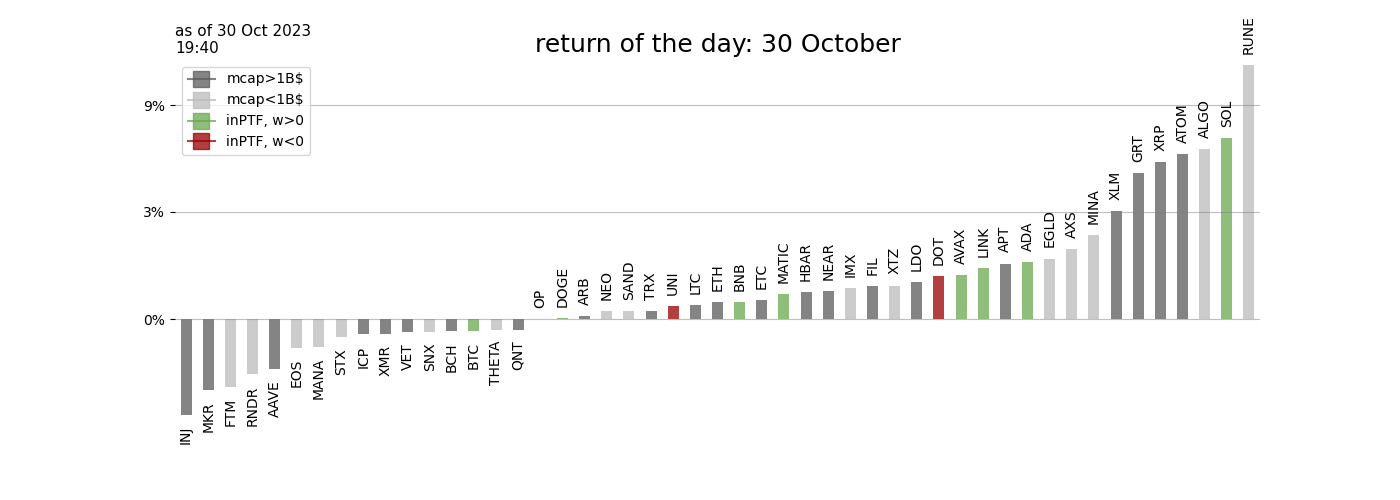 as of 30 Oct 2023
19:40
return of the day: 30 October
mcap>1B$
mcap<1B$
inPTF, w>0
inPTF, w<0
9%
3%
0%
INJ
MKR
FTM
RNDR
AAVE
EOS
MANA
STX
ICP
XMR
VET
SNX
BCH
BTC
THETA
QNT
OP
DOGE
ARB
NEO
SAND
TRX
UNI
LTC
ETH
BNB
ETC
MATIC
HBAR
NEAR
IMX
FIL
XTZ
LDO
DOT
AVAX
LINK
APT
ADA
EGLD
AXS
MINA
XLM
GRT
XRP
ATOM
ALGO
SOL
RUNE